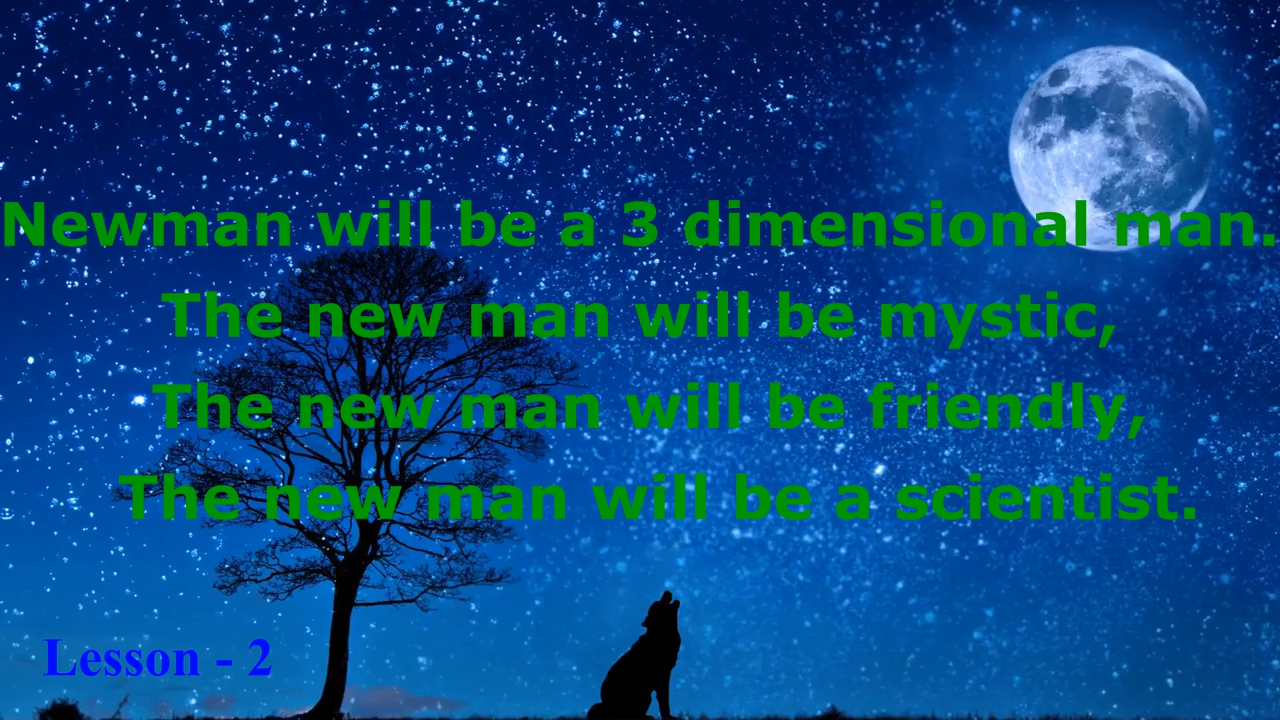 Newman will be a 3 dimensional man.
The new man will be mystic,
The new man will be friendly,
The new man will be a scientist.
Lesson - 2